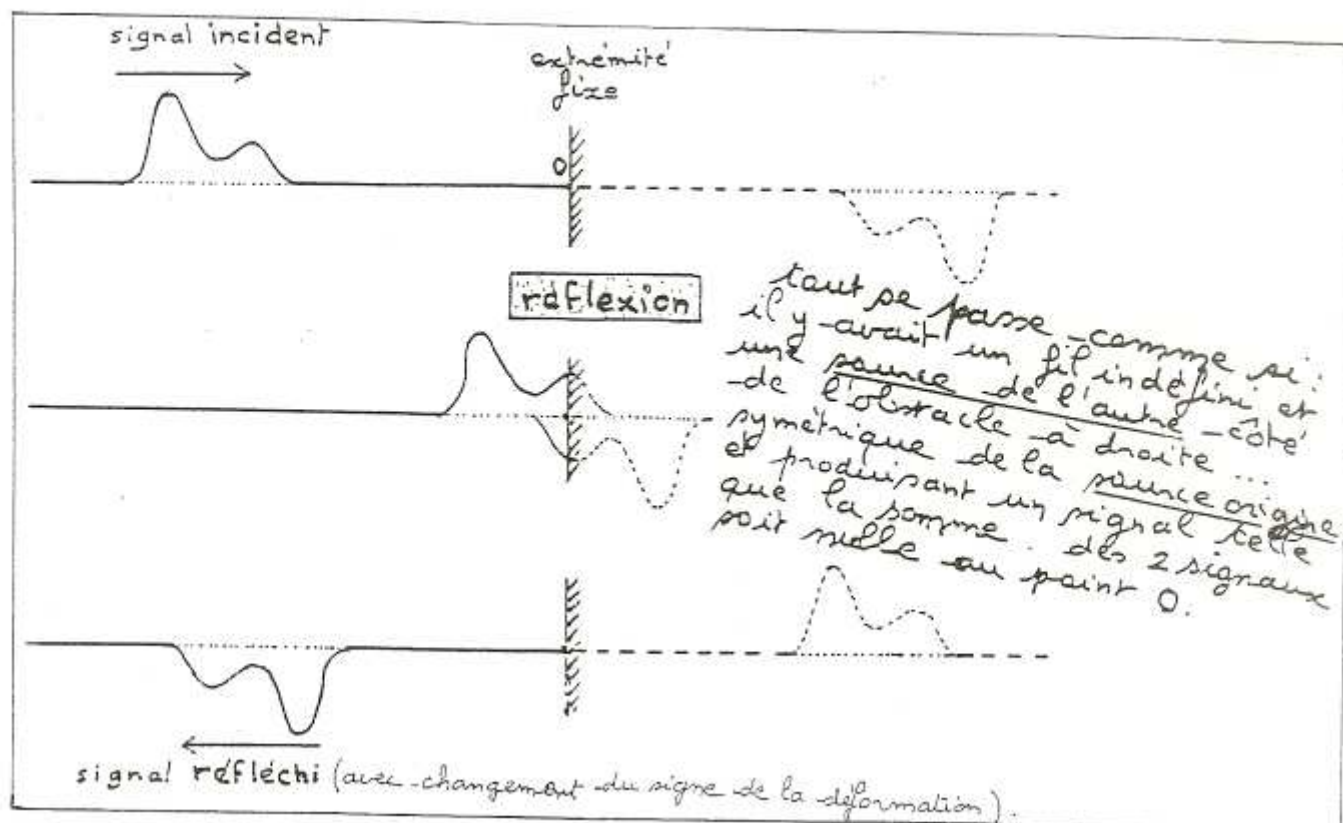 signal incident
extrémité
fixe
O
réflexion
tout se passe comme si :
il y avait un fil indéfini et
une source de l'autre côté
de l'obstacle à droite ...
symétrique de la source origine
et produisant un signal telle
que la somme des 2 signaux
soit nulle au point O.
signal réfléchi (avec changement du signe de la déformation).